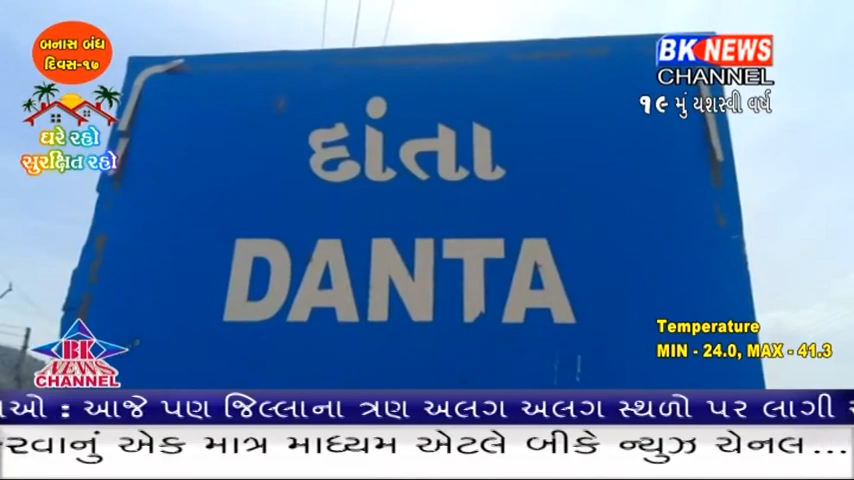 બનાસ બંધ
દિવસ-૧૭
ઘરે રહો
સુરક્ષિત રહો
BK NEWS
CHANNEL
૧૯ મું યશસ્વી વર્ષ
દાંતા
DANTA
Temperature
MIN - 24.0, MAX - 41.3
BK
NEWS
CHANNEL
ઓ : આજે પણ જિલ્લાના ત્રણ અલગ અલગ સ્થળો પર લાગી
કરવાનું એક માત્ર માધ્યમ એટલે બીકે ન્યુઝ ચેનલ...